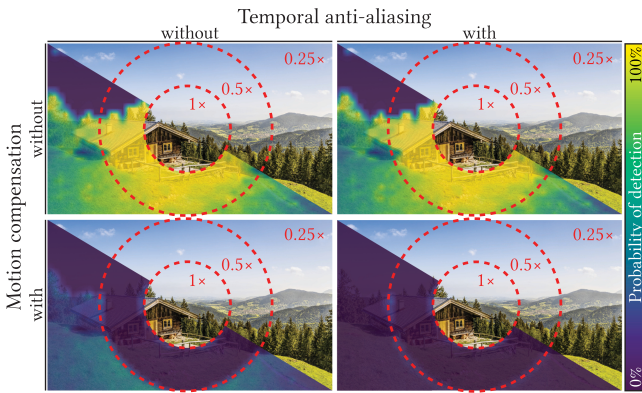 Temporal anti-aliasing
without
with
Motion compensation
without
with
0.25×
0.5×
1×
0.25×
0.5×
1×
0.25×
0.5×
1×
0.25×
0.5×
1×
100%
Probability of detection
0%